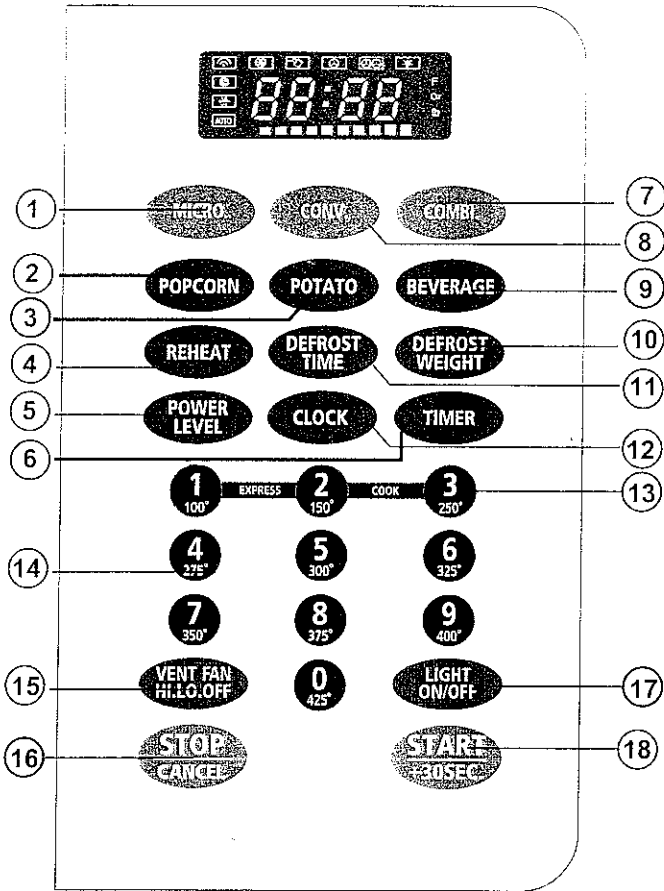 AUTO
88:88
1 MICRO CONV COMBI 7
8
2 POPCORN POTATO BEVERAGE 9
3
4 REHEAT DEFROST TIME DEFROST WEIGHT 10
11
5 POWER LEVEL CLOCK TIMER
6 12
1 100° EXPRESS 2 150° COOK 3 250° 13
14 4 275° 5 300° 6 325°
7 350° 8 375° 9 400°
15 VENT FAN HI.LO.OFF 0 425° LIGHT ON/OFF 17
16 STOP CANCEL START +30SEC 18